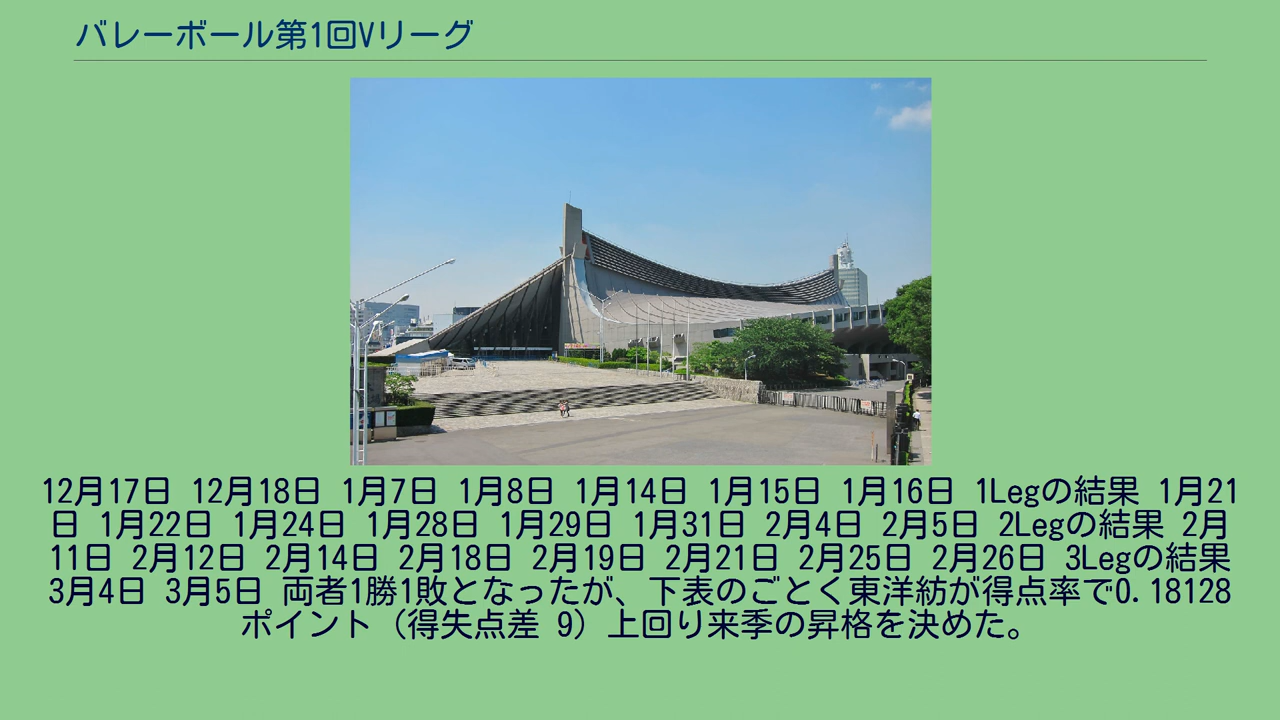 バレーボール第1回Vリーグ
12月17日 12月18日 1月7日 1月8日 1月14日 1月15日 1月16日 1Legの結果 1月21
日 1月22日 1月24日 1月28日 1月29日 1月31日 2月4日 2月5日 2Legの結果 2月
11日 2月12日 2月14日 2月18日 2月19日 2月21日 2月25日 2月26日 3Legの結果
3月4日 3月5日 両者1勝1敗となったが、下表のごとく東洋紡が得点率で0.18128
ポイント（得失点差 9）上回り来季の昇格を決めた。